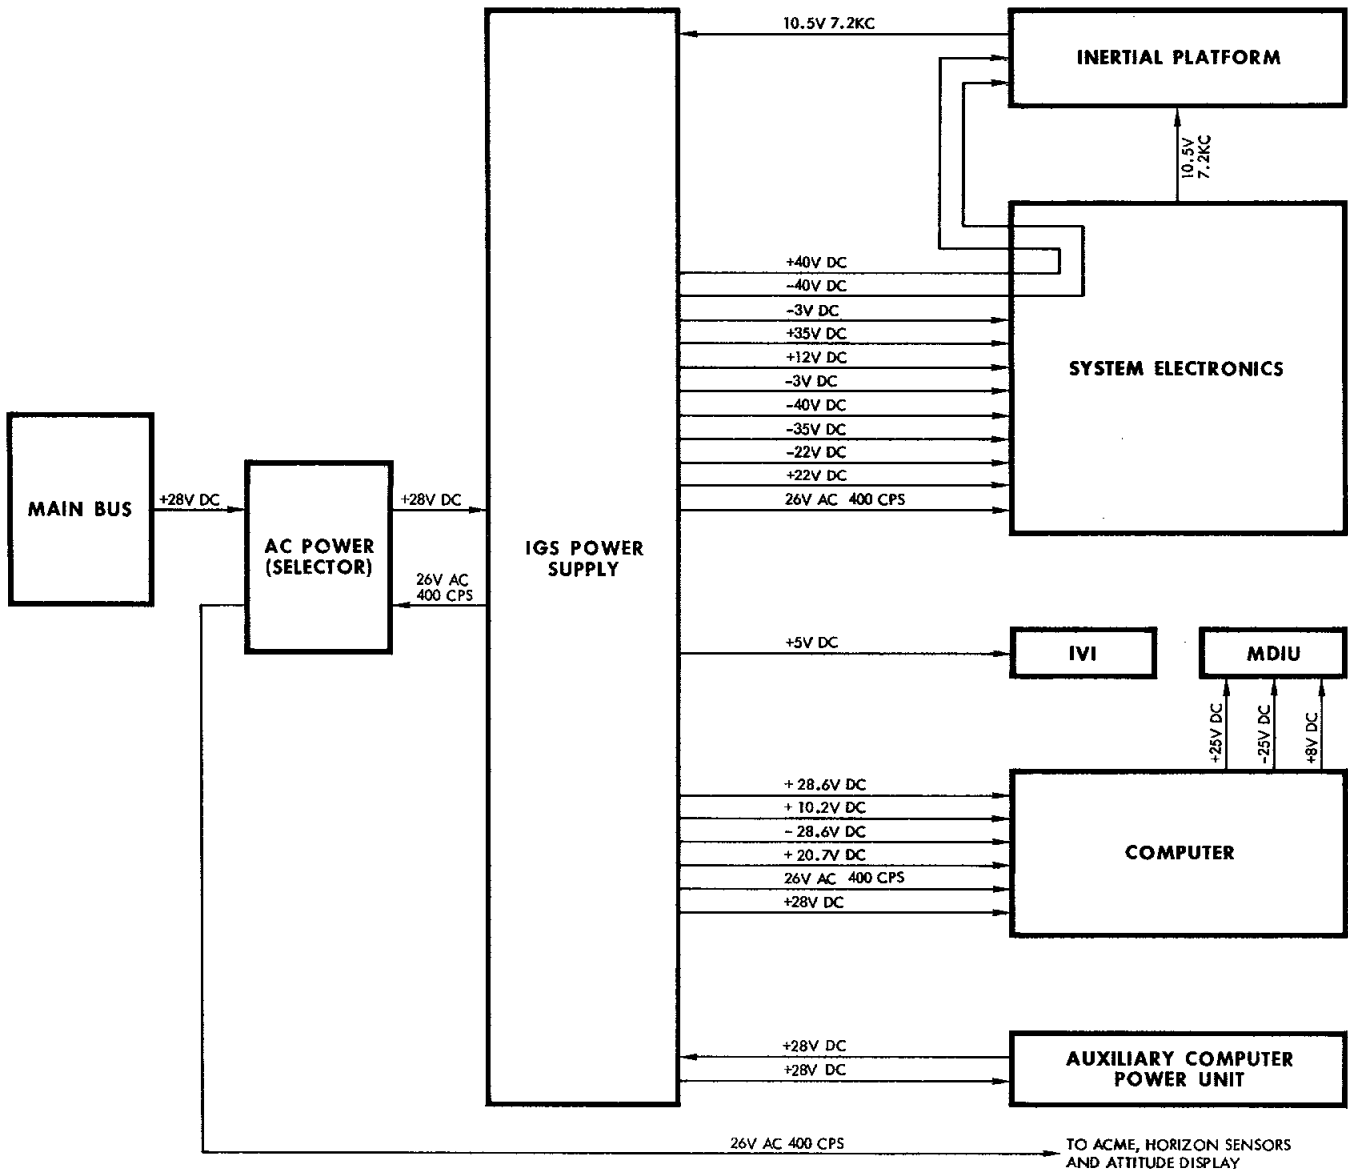 10.5V 7.2KC
INERTIAL PLATFORM
10.5V
7.2KC
+40V DC
-40V DC
-3V DC
+35V DC
+12V DC
-3V DC
-40V DC
-35V DC
-22V DC
+22V DC
26V AC 400 CPS
SYSTEM ELECTRONICS
MAIN BUS
+28V DC
AC POWER
(SELECTOR)
+28V DC
26V AC
400 CPS
IGS POWER
SUPPLY
+5V DC
IVI
MDIU
+25V DC
-25V DC
+8V DC
+ 28.6V DC
+ 10.2V DC
- 28.6V DC
+ 20.7V DC
26V AC 400 CPS
+28V DC
COMPUTER
+28V DC
+28V DC
AUXILIARY COMPUTER
POWER UNIT
26V AC 400 CPS
TO ACME, HORIZON SENSORS
AND ATTITUDE DISPLAY